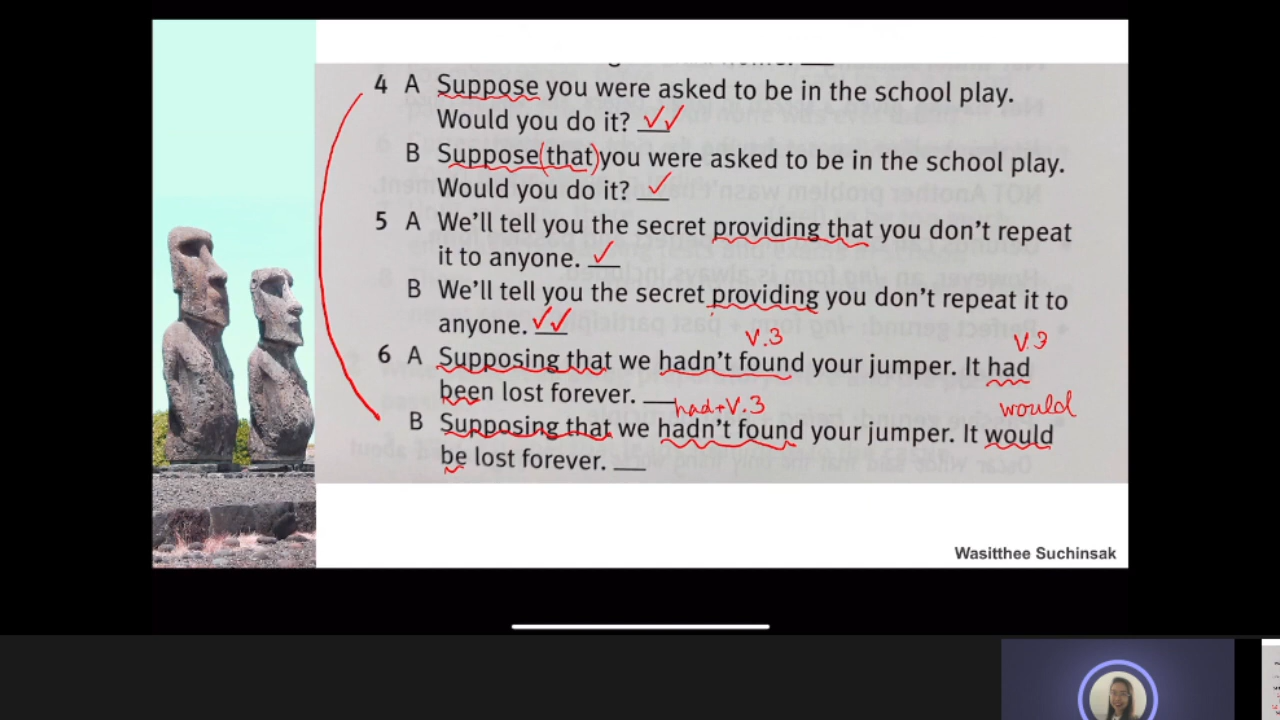 4 A Suppose you were asked to be in the school play.
Would you do it? ✓✓
B Suppose (that) you were asked to be in the school play.
Would you do it? ✓
5 A We'll tell you the secret providing that you don't repeat
it to anyone. ✓
B We'll tell you the secret providing you don't repeat it to
anyone. ✓✓
V.3 V.3
6 A Supposing that we hadn't found your jumper. It had
been lost forever. ___
had+V.3 would
B Supposing that we hadn't found your jumper. It would
be lost forever. ___
Wasitthee Suchinsak